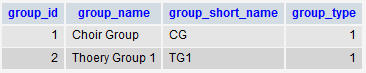 group_id group_name group_short_name group_type
1 Choir Group CG 1
2 Thoery Group 1 TG1 1